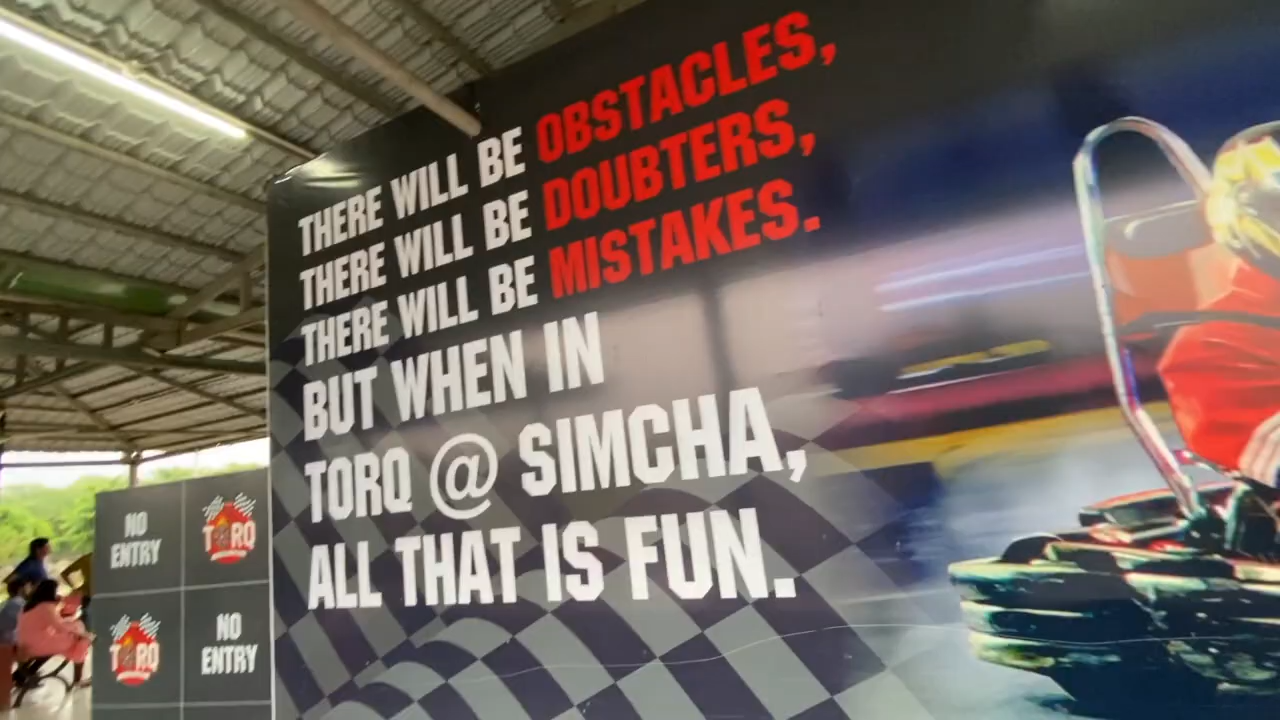 THERE WILL BE OBSTACLES,
THERE WILL BE DOUBTERS,
THERE WILL BE MISTAKES.
BUT WHEN IN
TORQ @ SIMCHA,
ALL THAT IS FUN.
NO
ENTRY
TORQ
TORQ
NO
ENTRY